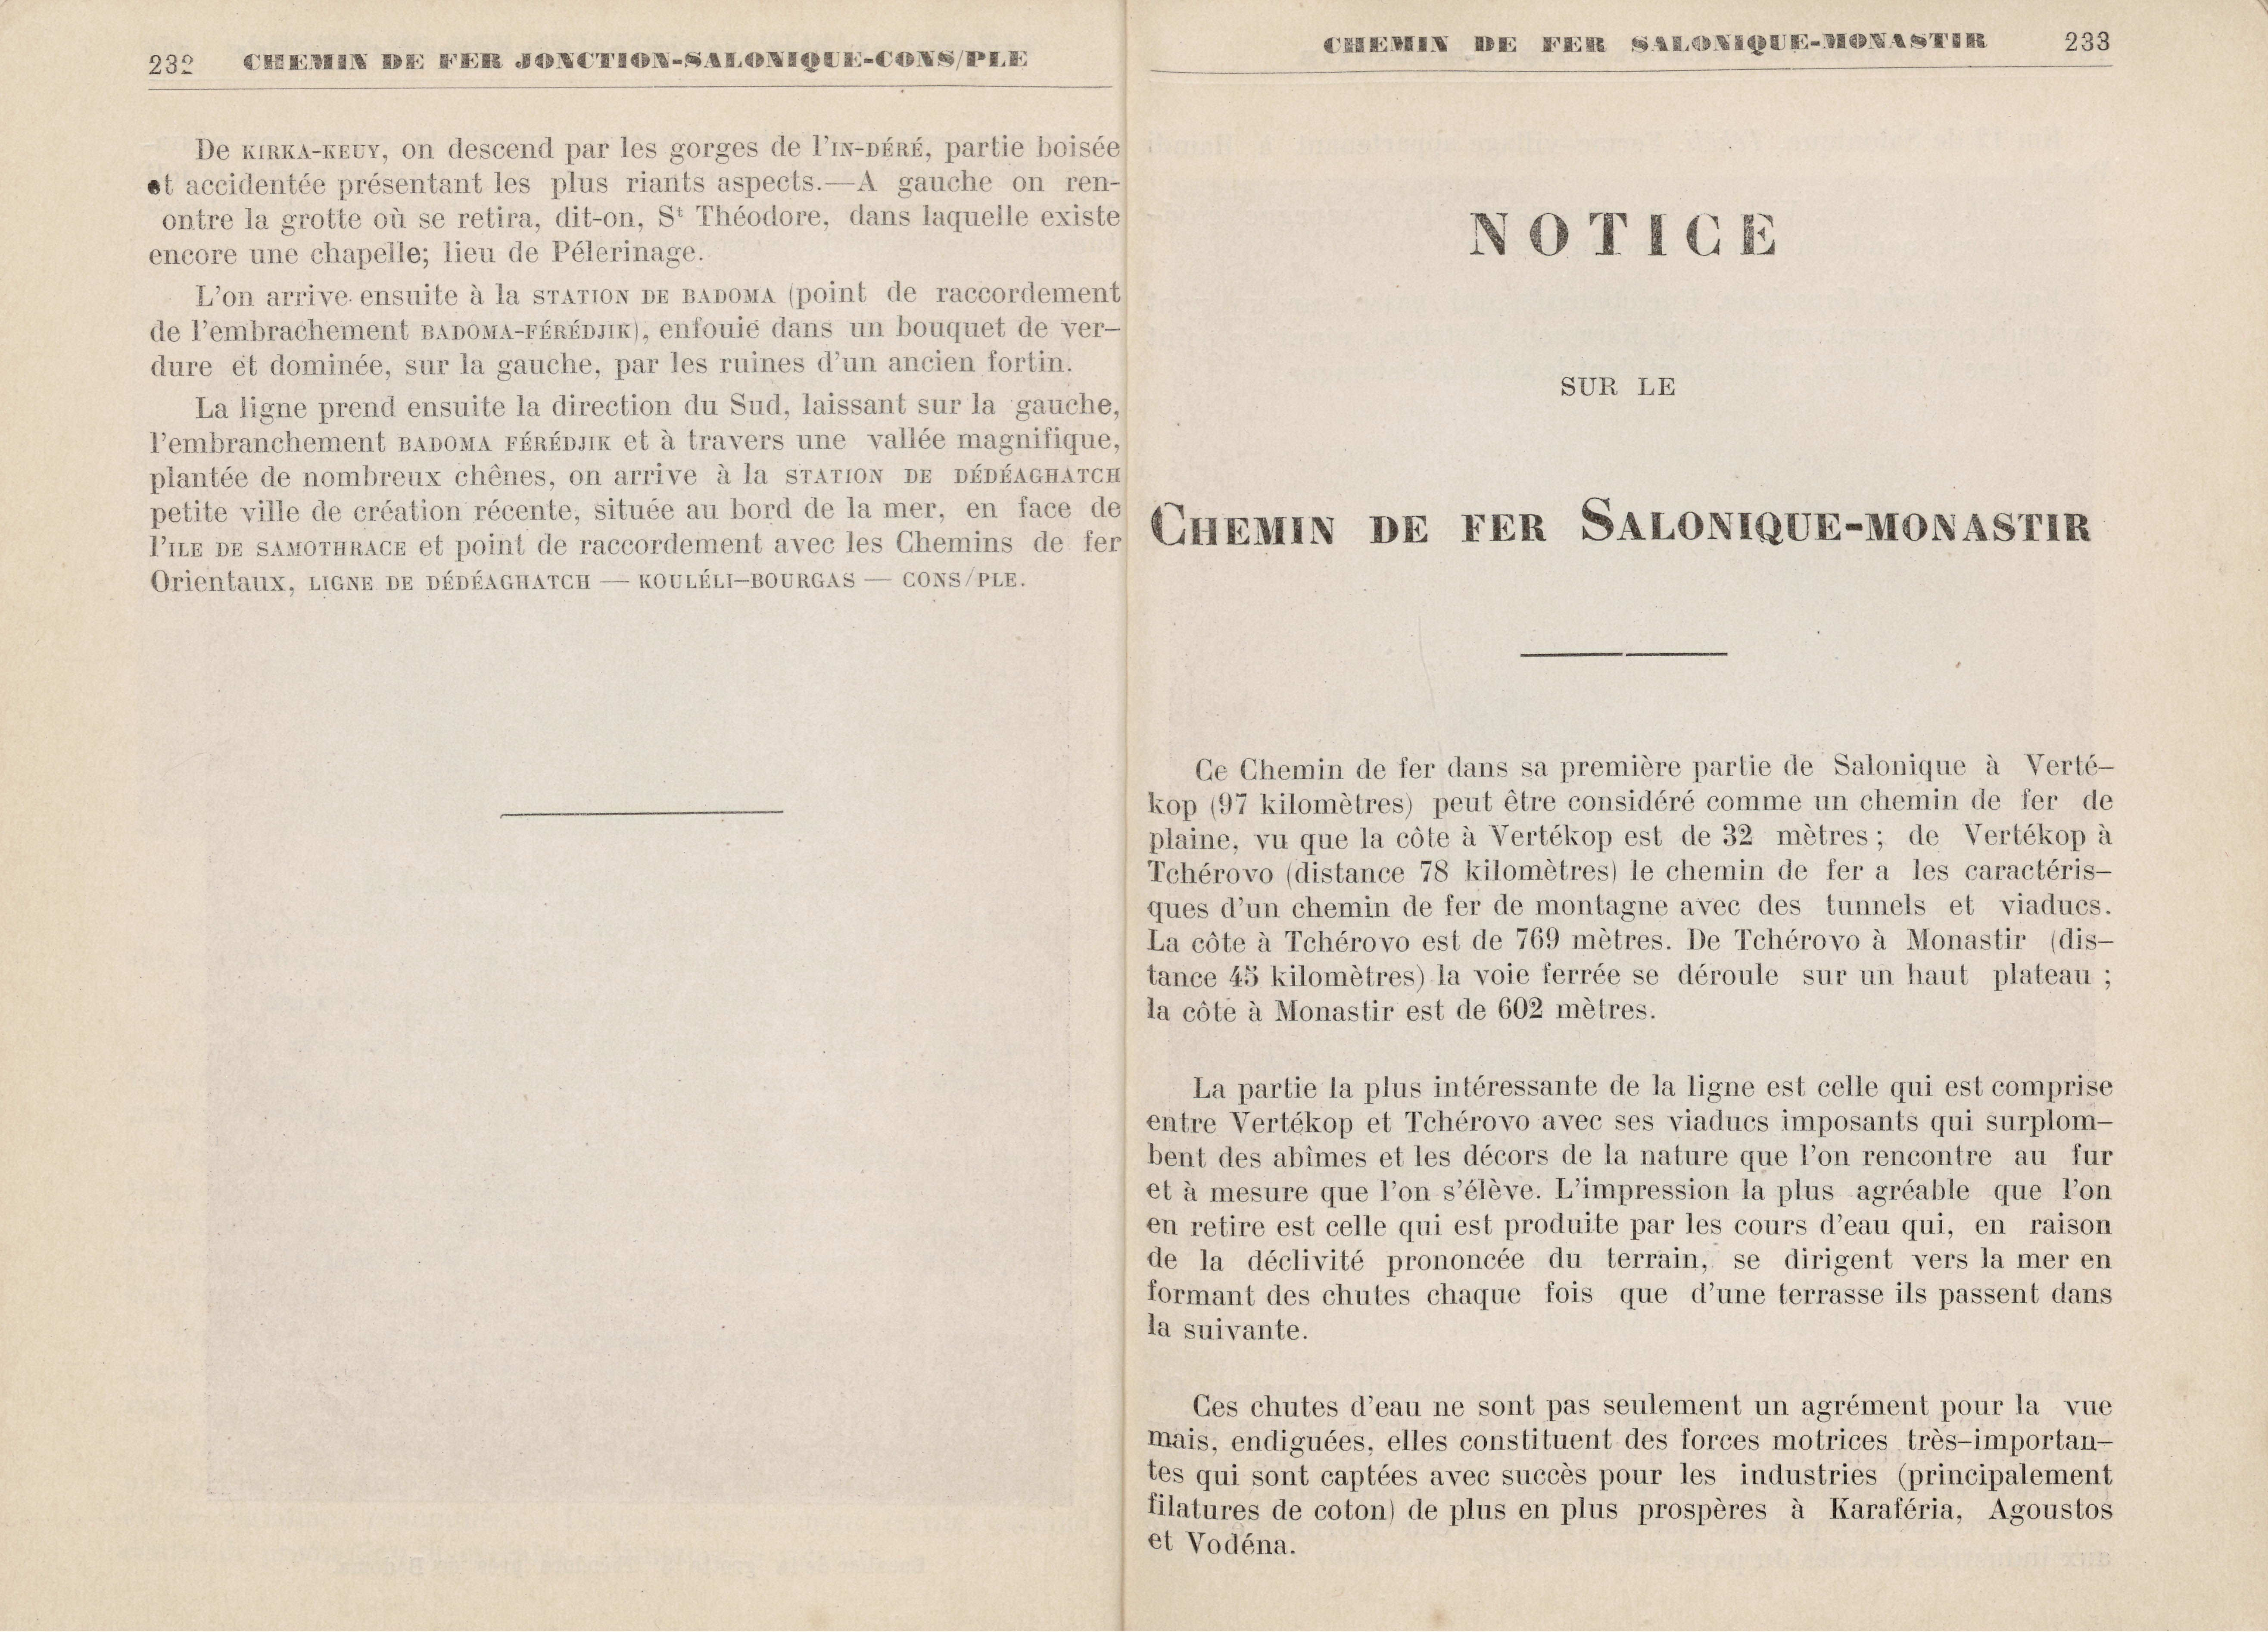 232 CHEMIN DE FER JONCTION-SALONIQUE-CONS/PLE
De KIRKA-KEUY, on descend par les gorges de l'IN-DÉRÉ, partie boisée
et accidentée présentant les plus riants aspects.—A gauche on ren-
ontre la grotte où se retira, dit-on, St Théodore, dans laquelle existe
encore une chapelle; lieu de Pélerinage.
L'on arrive ensuite à la STATION DE BADOMA (point de raccordement
de l'embrachement BADOMA-FÉRÉDJIK), enfouie dans un bouquet de ver-
dure et dominée, sur la gauche, par les ruines d'un ancien fortin.
La ligne prend ensuite la direction du Sud, laissant sur la gauche,
l'embranchement BADOMA FÉRÉDJIK et à travers une vallée magnifique,
plantée de nombreux chênes, on arrive à la STATION DE DÉDÉAGHATCH
petite ville de création récente, située au bord de la mer, en face de
l'ILE DE SAMOTHRACE et point de raccordement avec les Chemins de fer
Orientaux, LIGNE DE DÉDÉAGHATCH — KOULÉLI-BOURGAS — CONS/PLE.
CHEMIN DE FER SALONIQUE-MONASTIR 233
NOTICE
SUR LE
CHEMIN DE FER SALONIQUE-MONASTIR
Ce Chemin de fer dans sa première partie de Salonique à Verté-
kop (97 kilomètres) peut être considéré comme un chemin de fer de
plaine, vu que la côte à Vertékop est de 32 mètres ; de Vertékop à
Tchérovo (distance 78 kilomètres) le chemin de fer a les caractéris-
ques d'un chemin de fer de montagne avec des tunnels et viaducs.
La côte à Tchérovo est de 769 mètres. De Tchérovo à Monastir (dis-
tance 45 kilomètres) la voie ferrée se déroule sur un haut plateau ;
la côte à Monastir est de 602 mètres.
La partie la plus intéressante de la ligne est celle qui est comprise
entre Vertékop et Tchérovo avec ses viaducs imposants qui surplom-
bent des abîmes et les décors de la nature que l'on rencontre au fur
et à mesure que l'on s'élève. L'impression la plus agréable que l'on
en retire est celle qui est produite par les cours d'eau qui, en raison
de la déclivité prononcée du terrain, se dirigent vers la mer en
formant des chutes chaque fois que d'une terrasse ils passent dans
la suivante.
Ces chutes d'eau ne sont pas seulement un agrément pour la vue
mais, endiguées, elles constituent des forces motrices très-importan-
tes qui sont captées avec succès pour les industries (principalement
filatures de coton) de plus en plus prospères à Karaféria, Agoustos
et Vodéna.